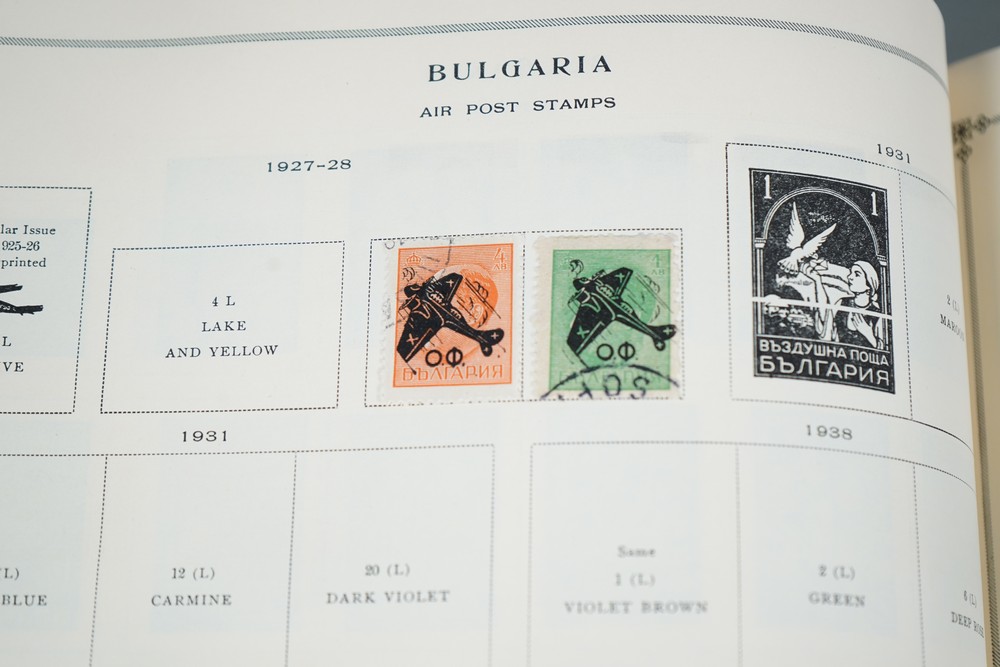 BULGARIA
AIR POST STAMPS
1927-28
1931
lar Issue
925-26
printed
L
VE
4 L
LAKE
AND YELLOW
4
ЛВ
О.Ф.
БЪЛГАРИЯ
1
О.Ф.
1 1
ВЪЗДУШНА ПОЩА
БЪЛГАРИЯ
2 (L)
1931
1938
(L)
BLUE
12 (L)
CARMINE
20 (L)
DARK VIOLET
Same
1 (L)
VIOLET BROWN
2 (L)
GREEN
6 (L)
DEEP